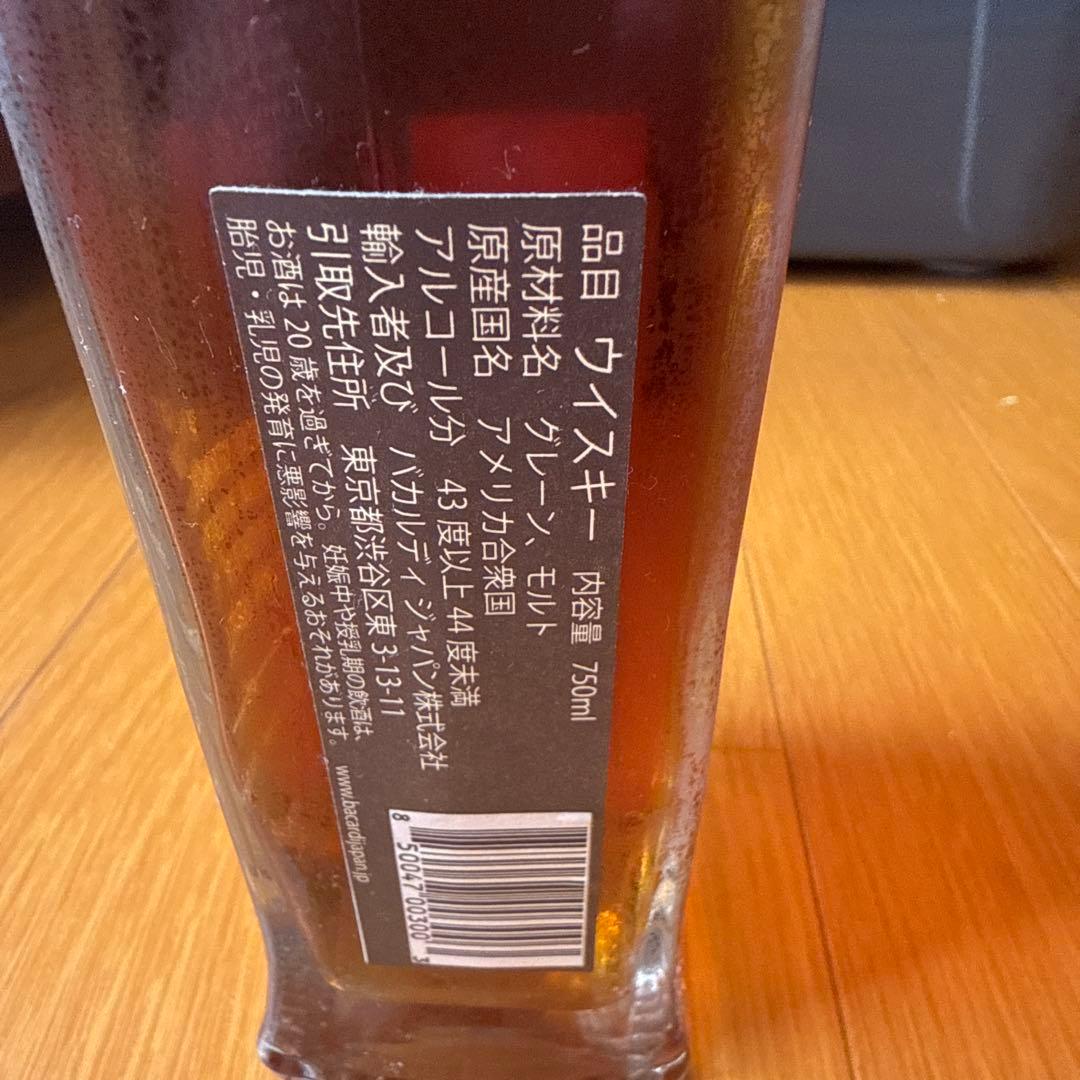 品目 ウイスキー 内容量 750ml
原材料名 グレーン、モルト
原産国名 アメリカ合衆国
アルコール分 43度以上44度未満
輸入者及び バカルディ ジャパン株式会社
引取先住所 東京都渋谷区東3-13-11
お酒は20歳を過ぎてから。妊娠中や授乳期の飲酒は、
胎児・乳児の発育に悪影響を与えるおそれがあります。 www.bacardijapan.jp
8 50047 00300 3